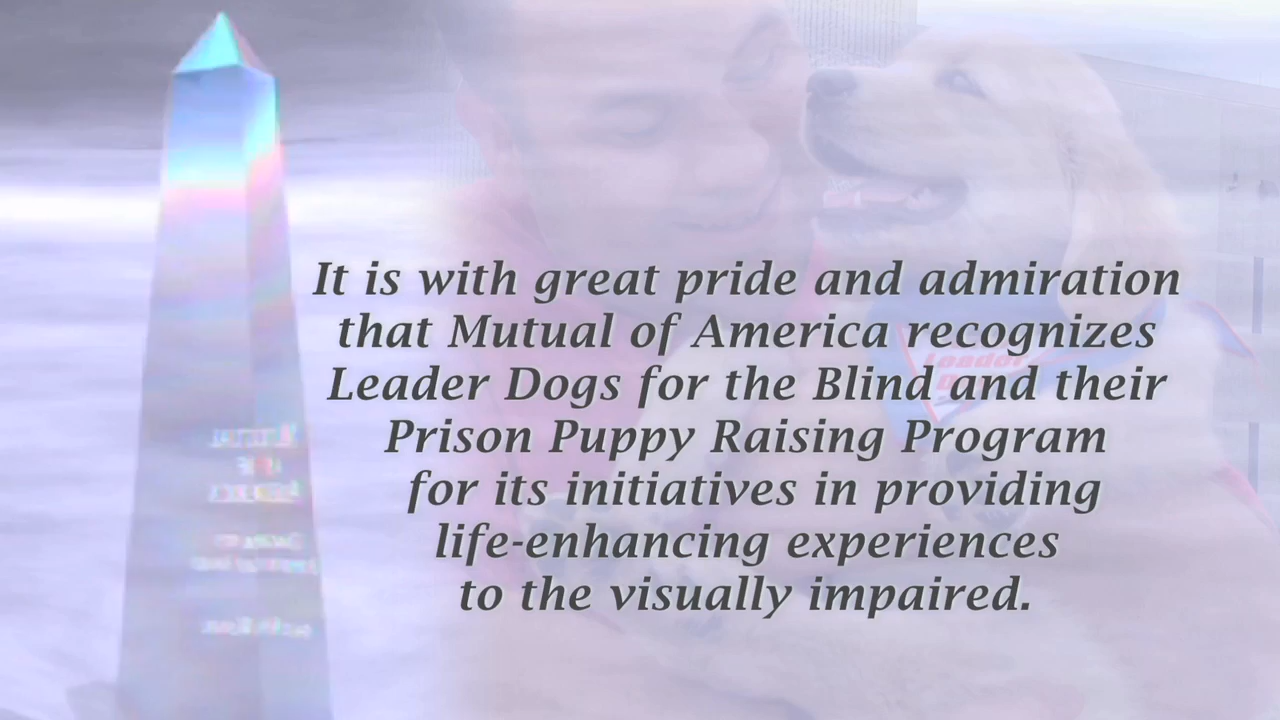 It is with great pride and admiration
that Mutual of America recognizes
Leader Dogs for the Blind and their
Prison Puppy Raising Program
for its initiatives in providing
life-enhancing experiences
to the visually impaired.
Leader